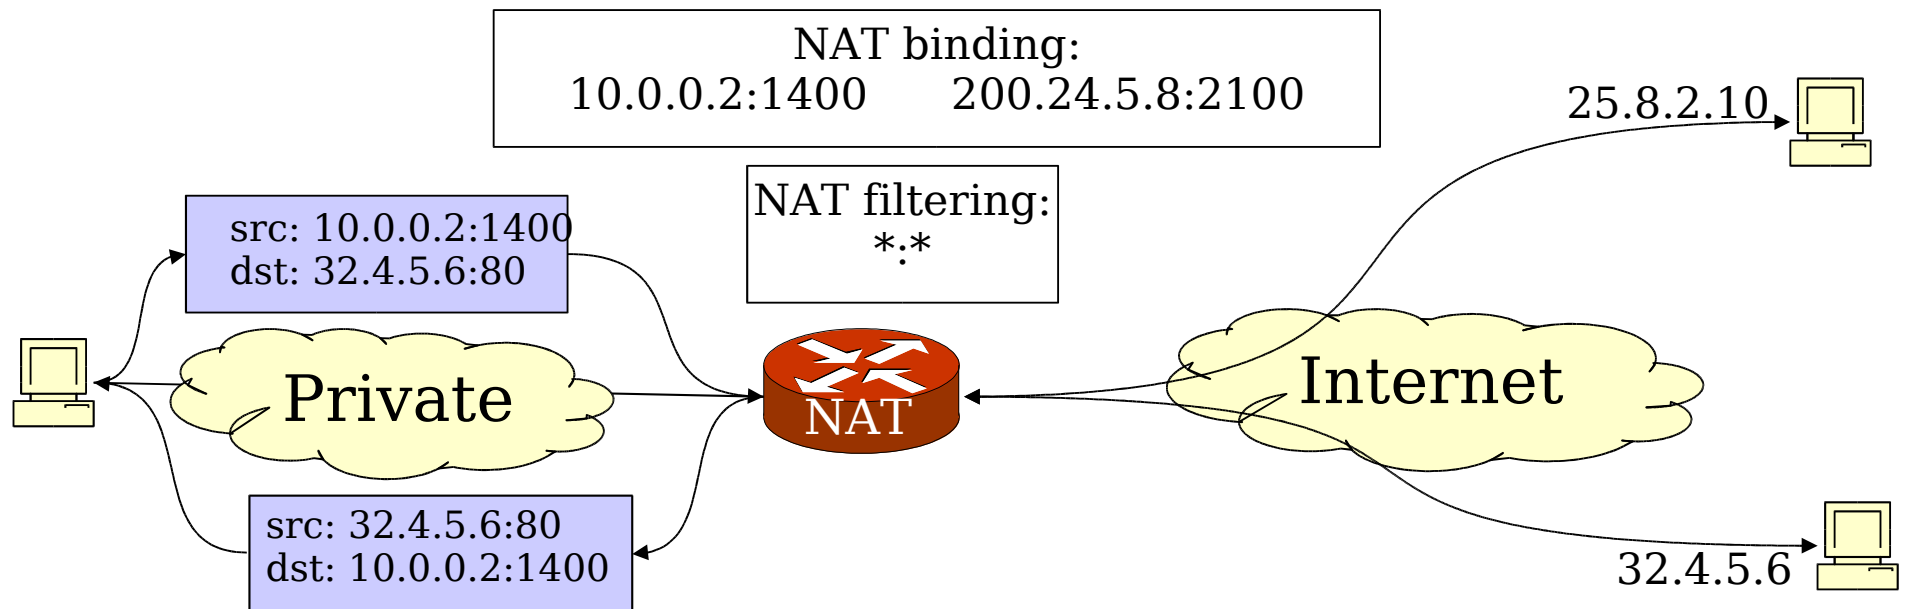 NAT binding:
10.0.0.2:1400 200.24.5.8:2100
25.8.2.10
NAT filtering:
*:*
src: 10.0.0.2:1400
dst: 32.4.5.6:80
Private
NAT
Internet
src: 32.4.5.6:80
dst: 10.0.0.2:1400
32.4.5.6